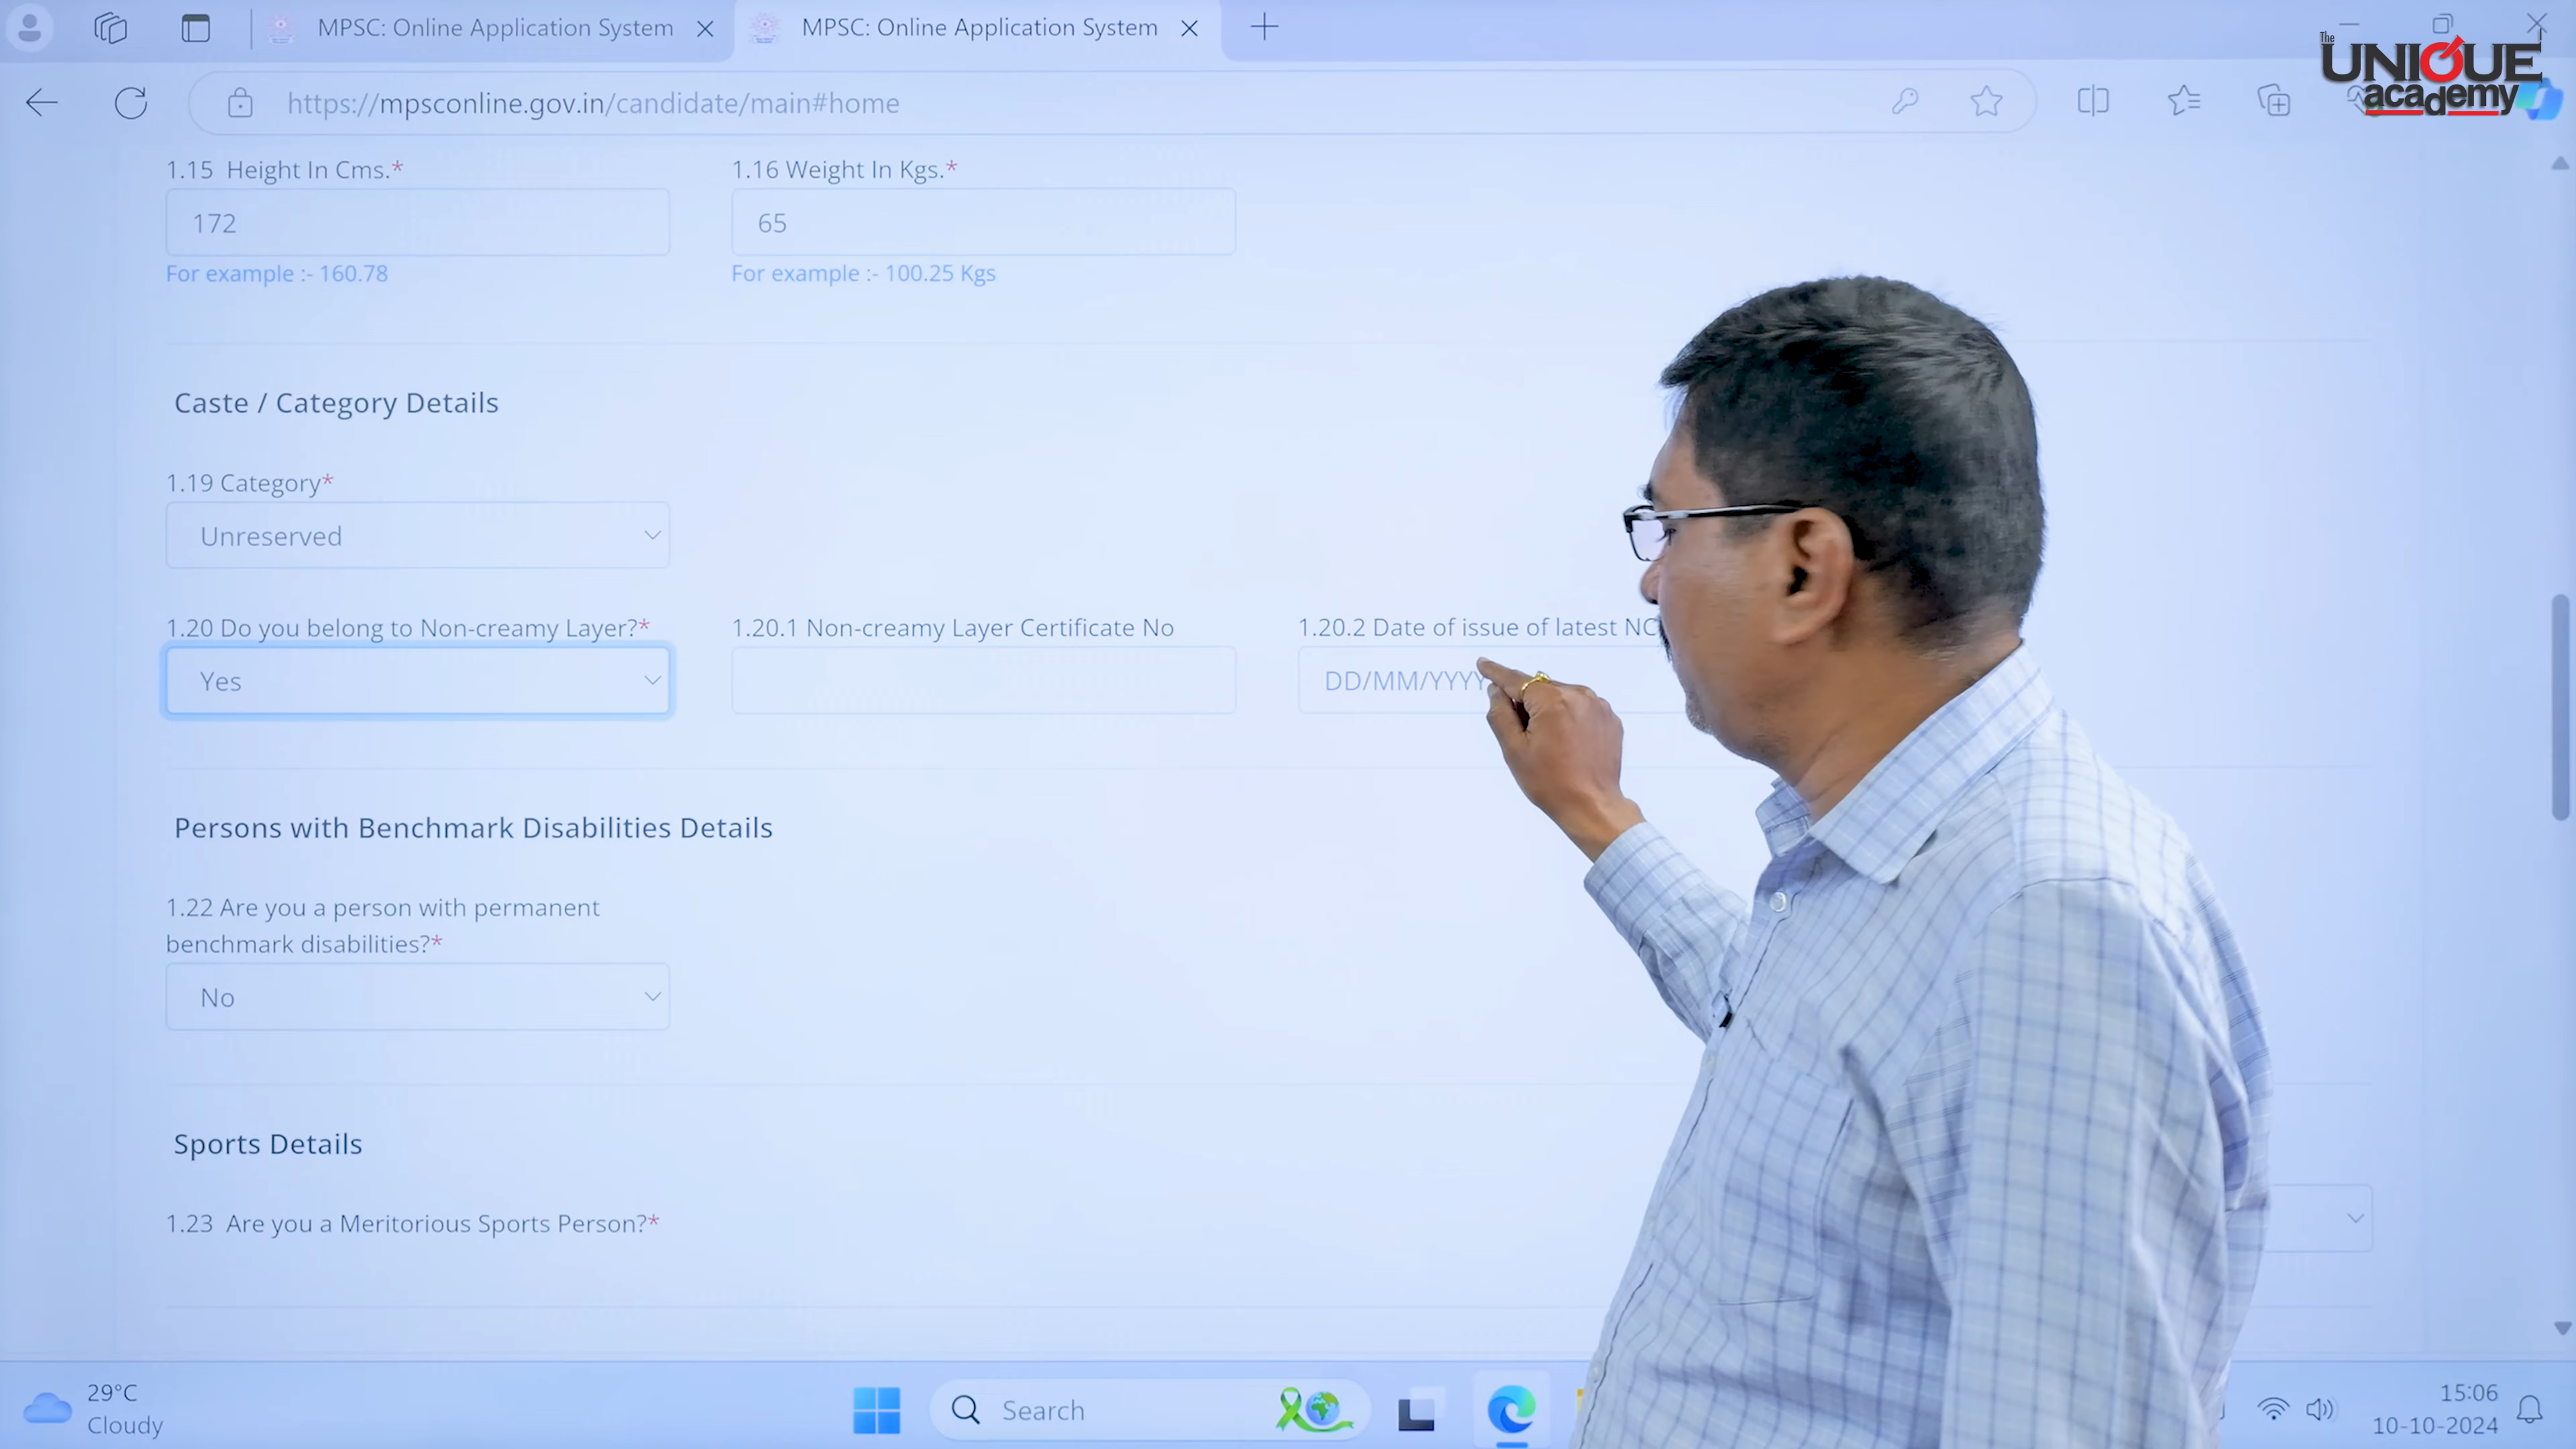 MPSC: Online Application System
MPSC: Online Application System
The
UNIQUE
academy
https://mpsconline.gov.in/candidate/main#home
1.15 Height In Cms.*
1.16 Weight In Kgs.*
172
65
For example :- 160.78
For example :- 100.25 Kgs
Caste / Category Details
1.19 Category*
Unreserved
1.20 Do you belong to Non-creamy Layer?*
1.20.1 Non-creamy Layer Certificate No
1.20.2 Date of issue of latest NC
Yes
DD/MM/YYYY
Persons with Benchmark Disabilities Details
1.22 Are you a person with permanent
benchmark disabilities?*
No
Sports Details
1.23 Are you a Meritorious Sports Person?*
29°C
Cloudy
Search
15:06
10-10-2024